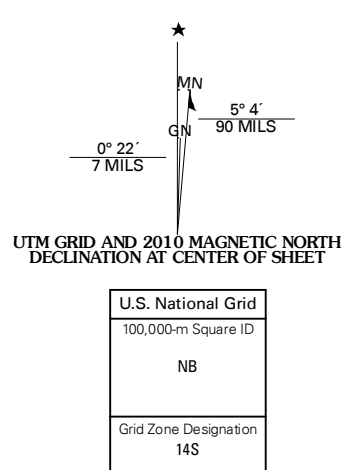 ★
MN
5° 4´
90 MILS
GN
0° 22´
7 MILS
UTM GRID AND 2010 MAGNETIC NORTH
DECLINATION AT CENTER OF SHEET
U.S. National Grid
100,000-m Square ID
NB
Grid Zone Designation
14S